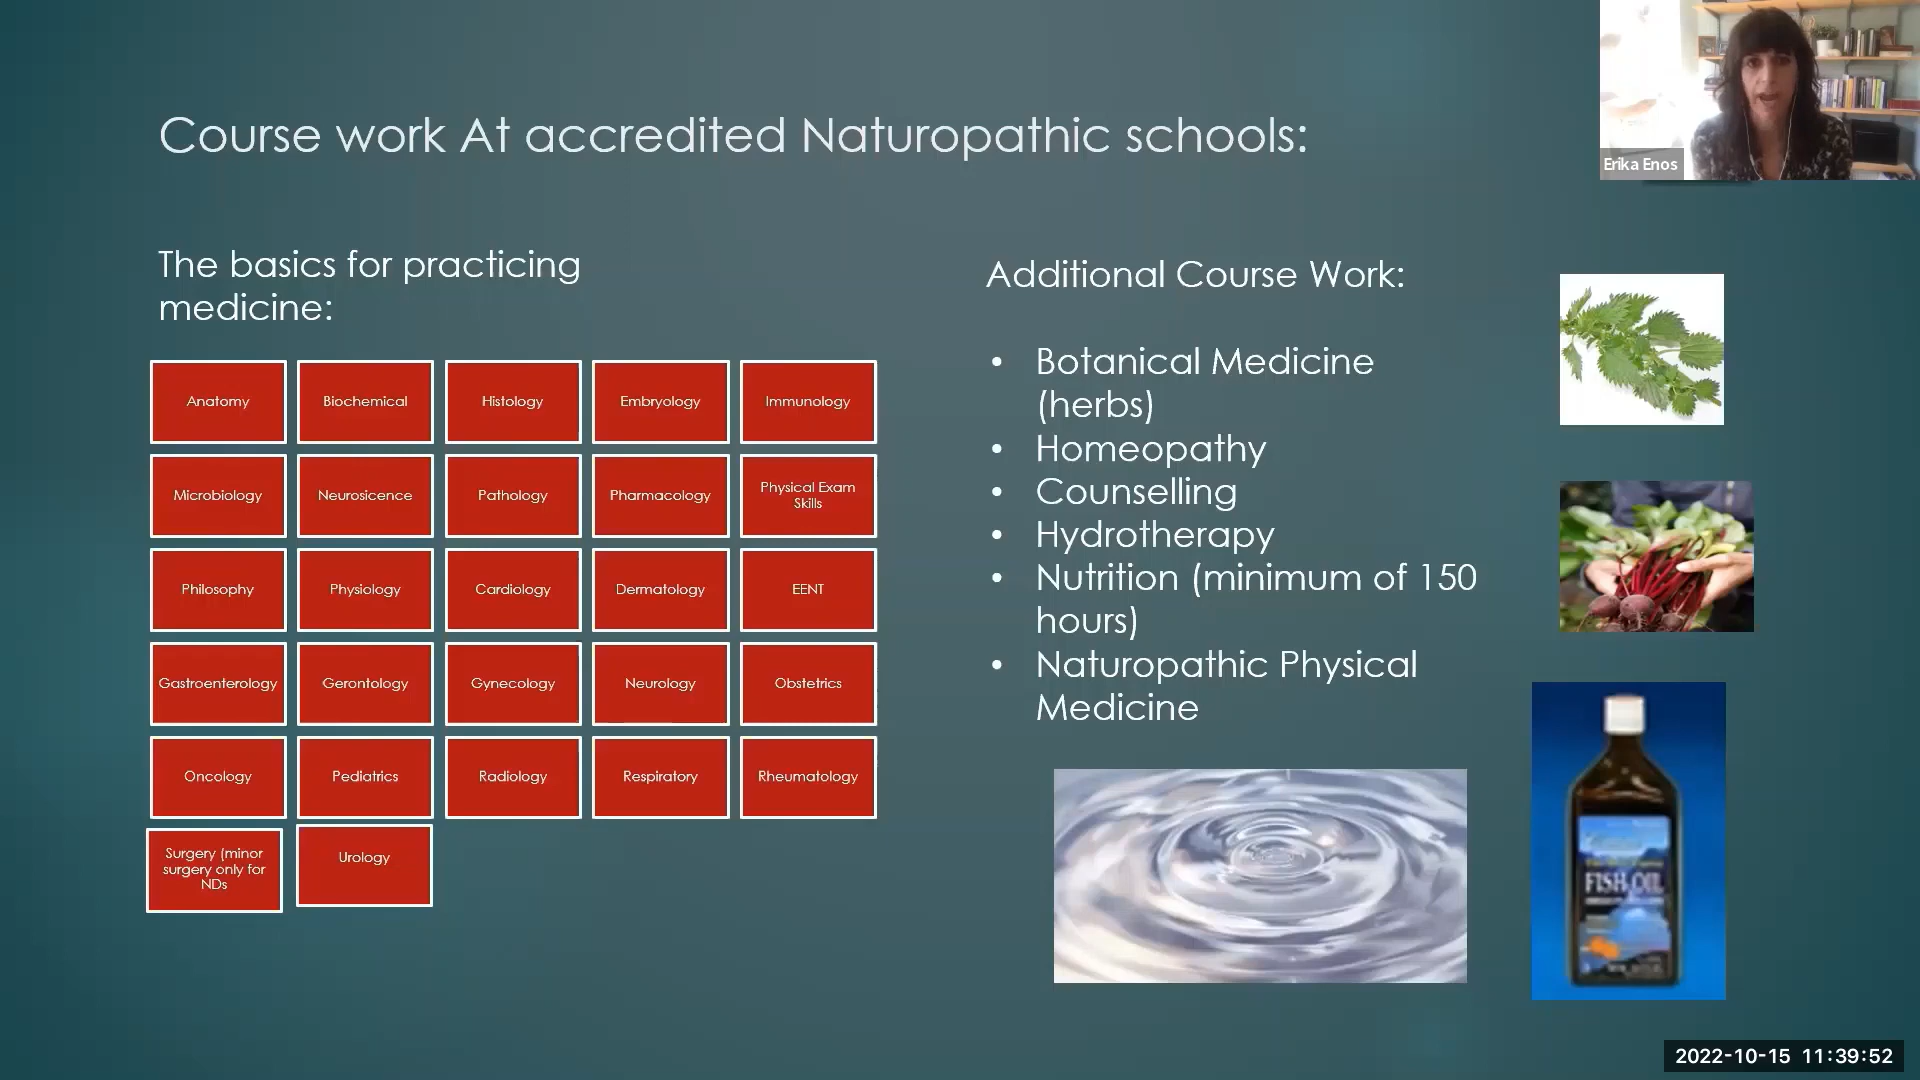 Course work At accredited Naturopathic schools:
Erika Enos
The basics for practicing
medicine:
Anatomy
Biochemical
Histology
Embryology
Immunology
Microbiology
Neurosicence
Pathology
Pharmacology
Physical Exam
Skills
Philosophy
Physiology
Cardiology
Dermatology
EENT
Gastroenterology
Gerontology
Gynecology
Neurology
Obstetrics
Oncology
Pediatrics
Radiology
Respiratory
Rheumatology
Surgery (minor
surgery only for
NDs
Urology
Additional Course Work:
• Botanical Medicine
(herbs)
• Homeopathy
• Counselling
• Hydrotherapy
• Nutrition (minimum of 150
hours)
• Naturopathic Physical
Medicine
FISH OIL
2022-10-15 11:39:52